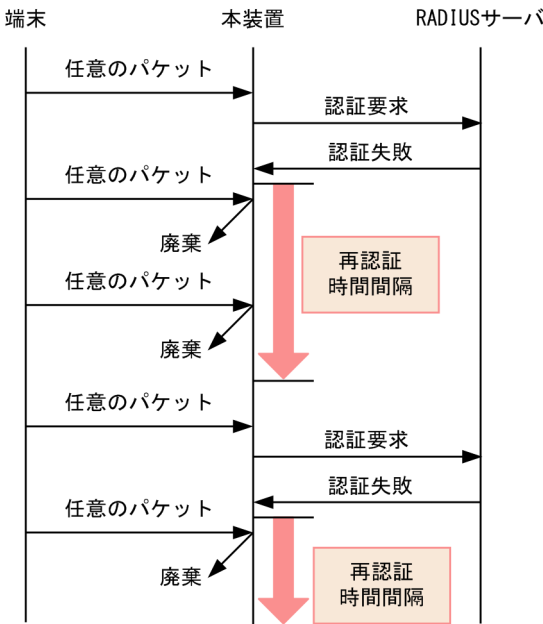 端末
本装置
RADIUSサーバ
任意のパケット
認証要求
認証失敗
任意のパケット
廃棄
再認証
時間間隔
任意のパケット
廃棄
任意のパケット
認証要求
認証失敗
任意のパケット
廃棄
再認証
時間間隔